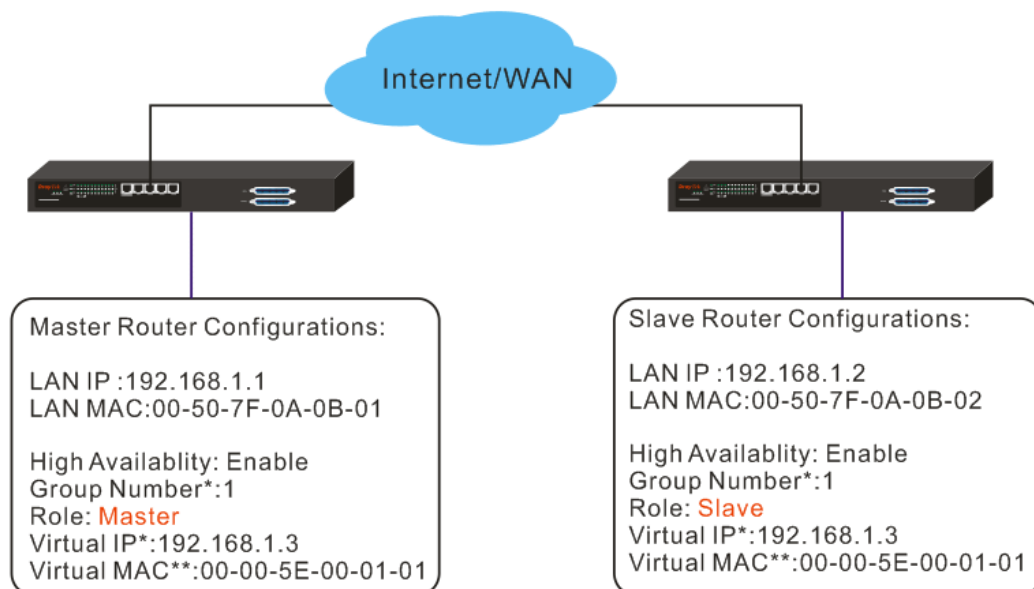 Internet/WAN
Master Router Configurations:
LAN IP :192.168.1.1
LAN MAC:00-50-7F-0A-0B-01
High Availablity: Enable
Group Number*:1
Role: Master
Virtual IP*:192.168.1.3
Virtual MAC**:00-00-5E-00-01-01
Slave Router Configurations:
LAN IP :192.168.1.2
LAN MAC:00-50-7F-0A-0B-02
High Availablity: Enable
Group Number*:1
Role: Slave
Virtual IP*:192.168.1.3
Virtual MAC**:00-00-5E-00-01-01